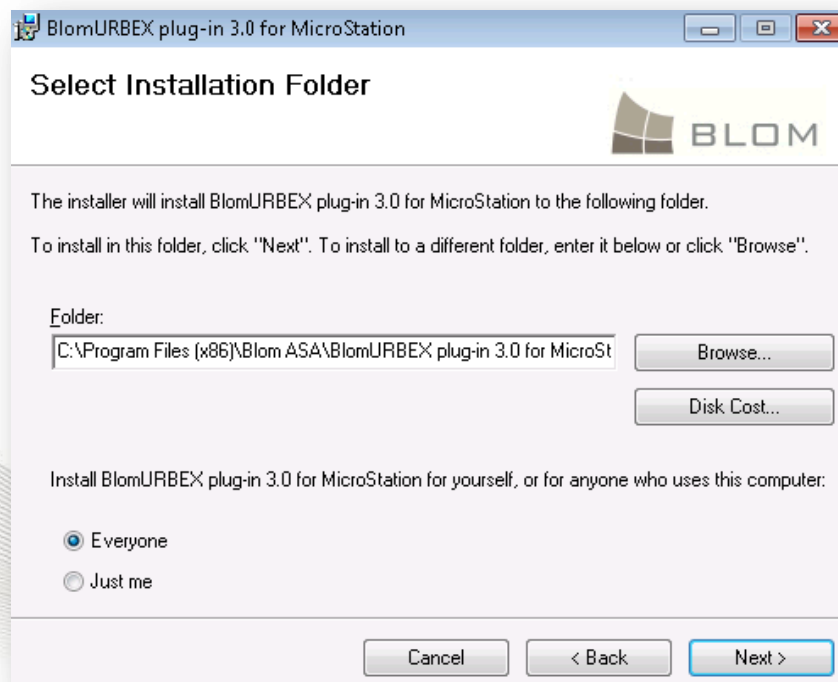 BlomURBEX plug-in 3.0 for MicroStation
Select Installation Folder
BLOM
The installer will install BlomURBEX plug-in 3.0 for MicroStation to the following folder.
To install in this folder, click "Next". To install to a different folder, enter it below or click "Browse".
Folder:
C:\Program Files (x86)\Blom ASA\BlomURBEX plug-in 3.0 for MicroSt
Browse...
Disk Cost...
Install BlomURBEX plug-in 3.0 for MicroStation for yourself, or for anyone who uses this computer:
Everyone
Just me
Cancel
< Back
Next >